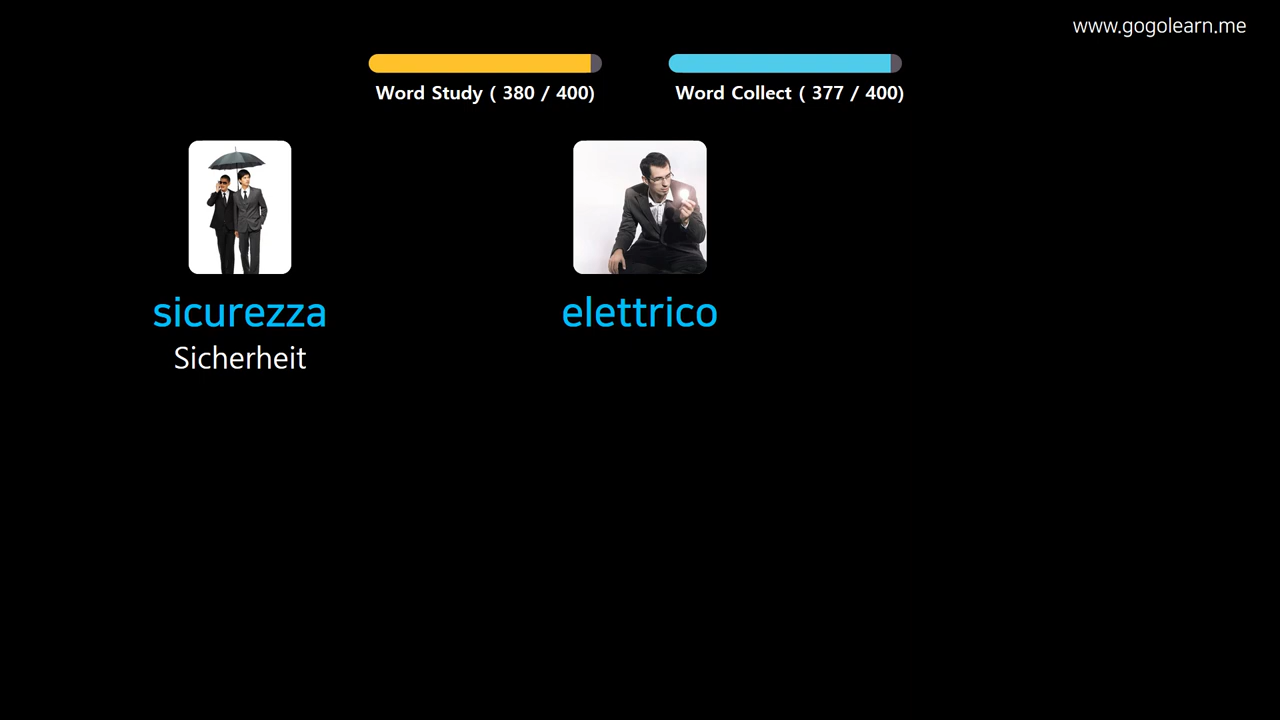 www.gogolearn.me
Word Study ( 380 / 400)
Word Collect ( 377 / 400)
sicurezza
Sicherheit
elettrico